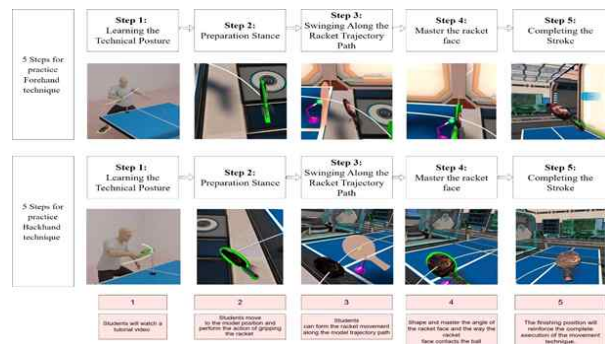 Step 1:
Learning the
Technical Posture
Step 2:
Preparation Stance
Step 3:
Swinging Along the
Racket Trajectory
Path
Step 4:
Master the racket
face
Step 5:
Completing the
Stroke
5 Steps for
practice
Forehand
technique
Step 1:
Learning the
Technical Posture
Step 2:
Preparation Stance
Step 3:
Swinging Along the
Racket Trajectory
Path
Step 4:
Master the racket
face
Step 5:
Completing the
Stroke
5 Steps for
practice
Backhand
technique
1
Students will watch a
tutorial video
2
Students move
to the model position and
perform the action of gripping
the racket
3
Students
can form the racket movement
along the model trajectory path
4
Shape and master the angle of
the racket face and the way the
racket
face contacts the ball
5
The finishing position will
reinforce the complete
execution of the movement
technique.